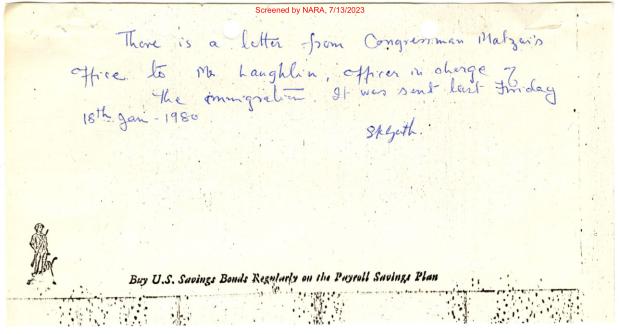 Screened by NARA, 7/13/2023
There is a letter from Congressman Matzui's
office to Mr Laughlin, officer in charge of
the immigration. It was sent last Friday
18th Jan - 1980
Buy U.S. Savings Bonds Regularly on the Payroll Savings Plan